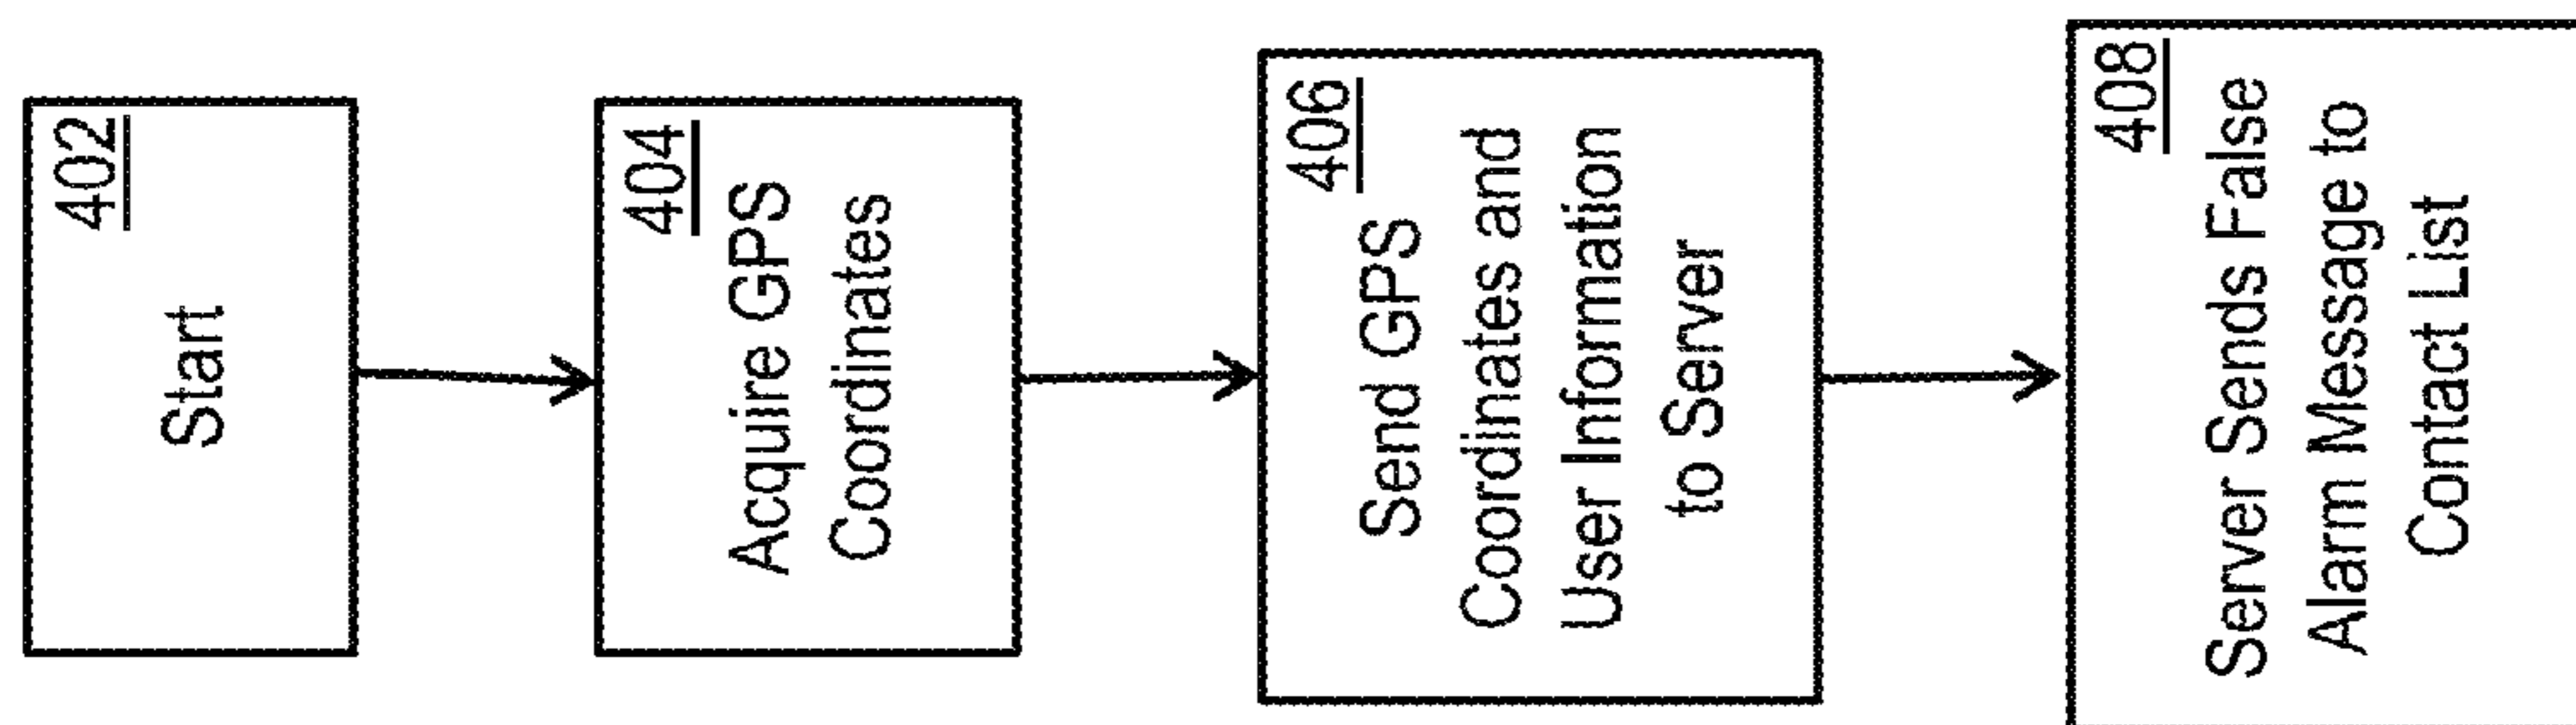 402
Start
404
Acquire GPS
Coordinates
406
Send GPS
Coordinates and
User Information
to Server
408
Server Sends False
Alarm Message to
Contact List